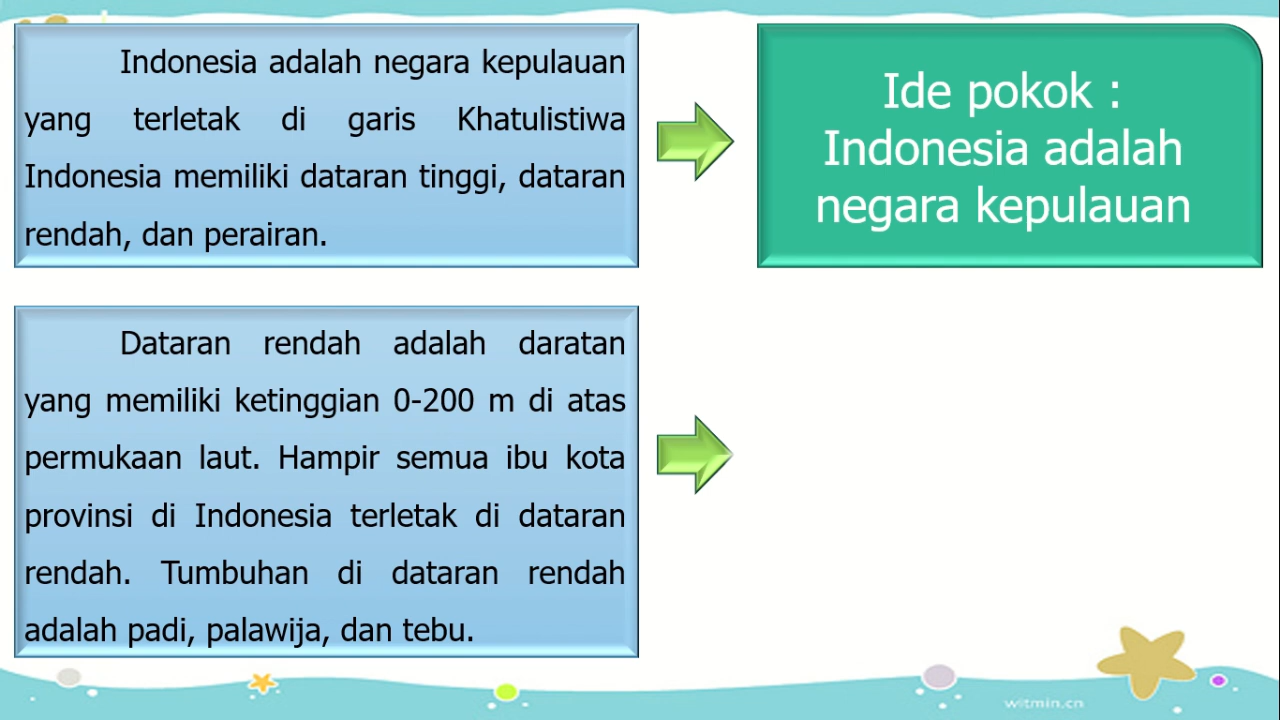 Indonesia adalah negara kepulauan
yang terletak di garis Khatulistiwa
Indonesia memiliki dataran tinggi, dataran
rendah, dan perairan.
Ide pokok :
Indonesia adalah
negara kepulauan
Dataran rendah adalah daratan
yang memiliki ketinggian 0-200 m di atas
permukaan laut. Hampir semua ibu kota
provinsi di Indonesia terletak di dataran
rendah. Tumbuhan di dataran rendah
adalah padi, palawija, dan tebu.
witmin.cn